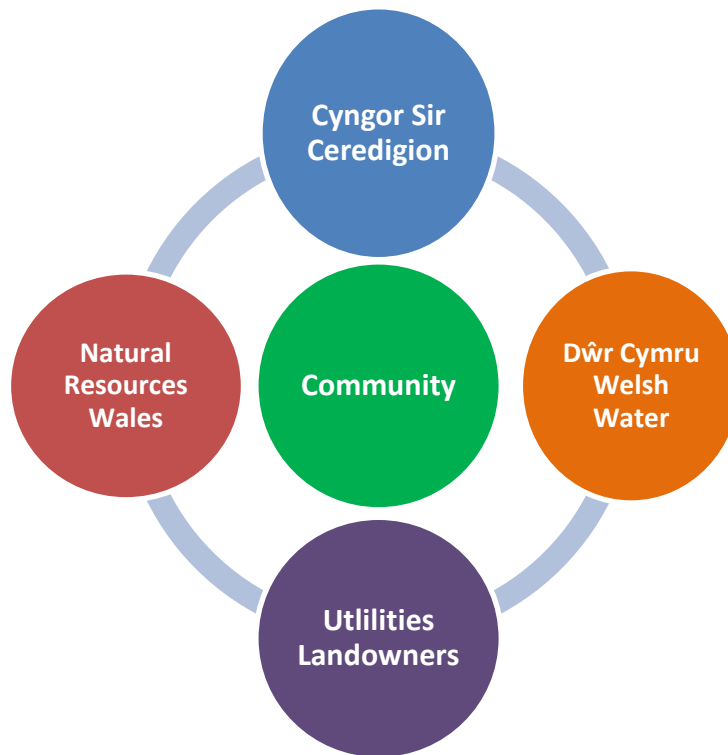 Cyngor Sir
Ceredigion
Natural
Resources
Wales
Community
Dŵr Cymru
Welsh
Water
Utlilities
Landowners